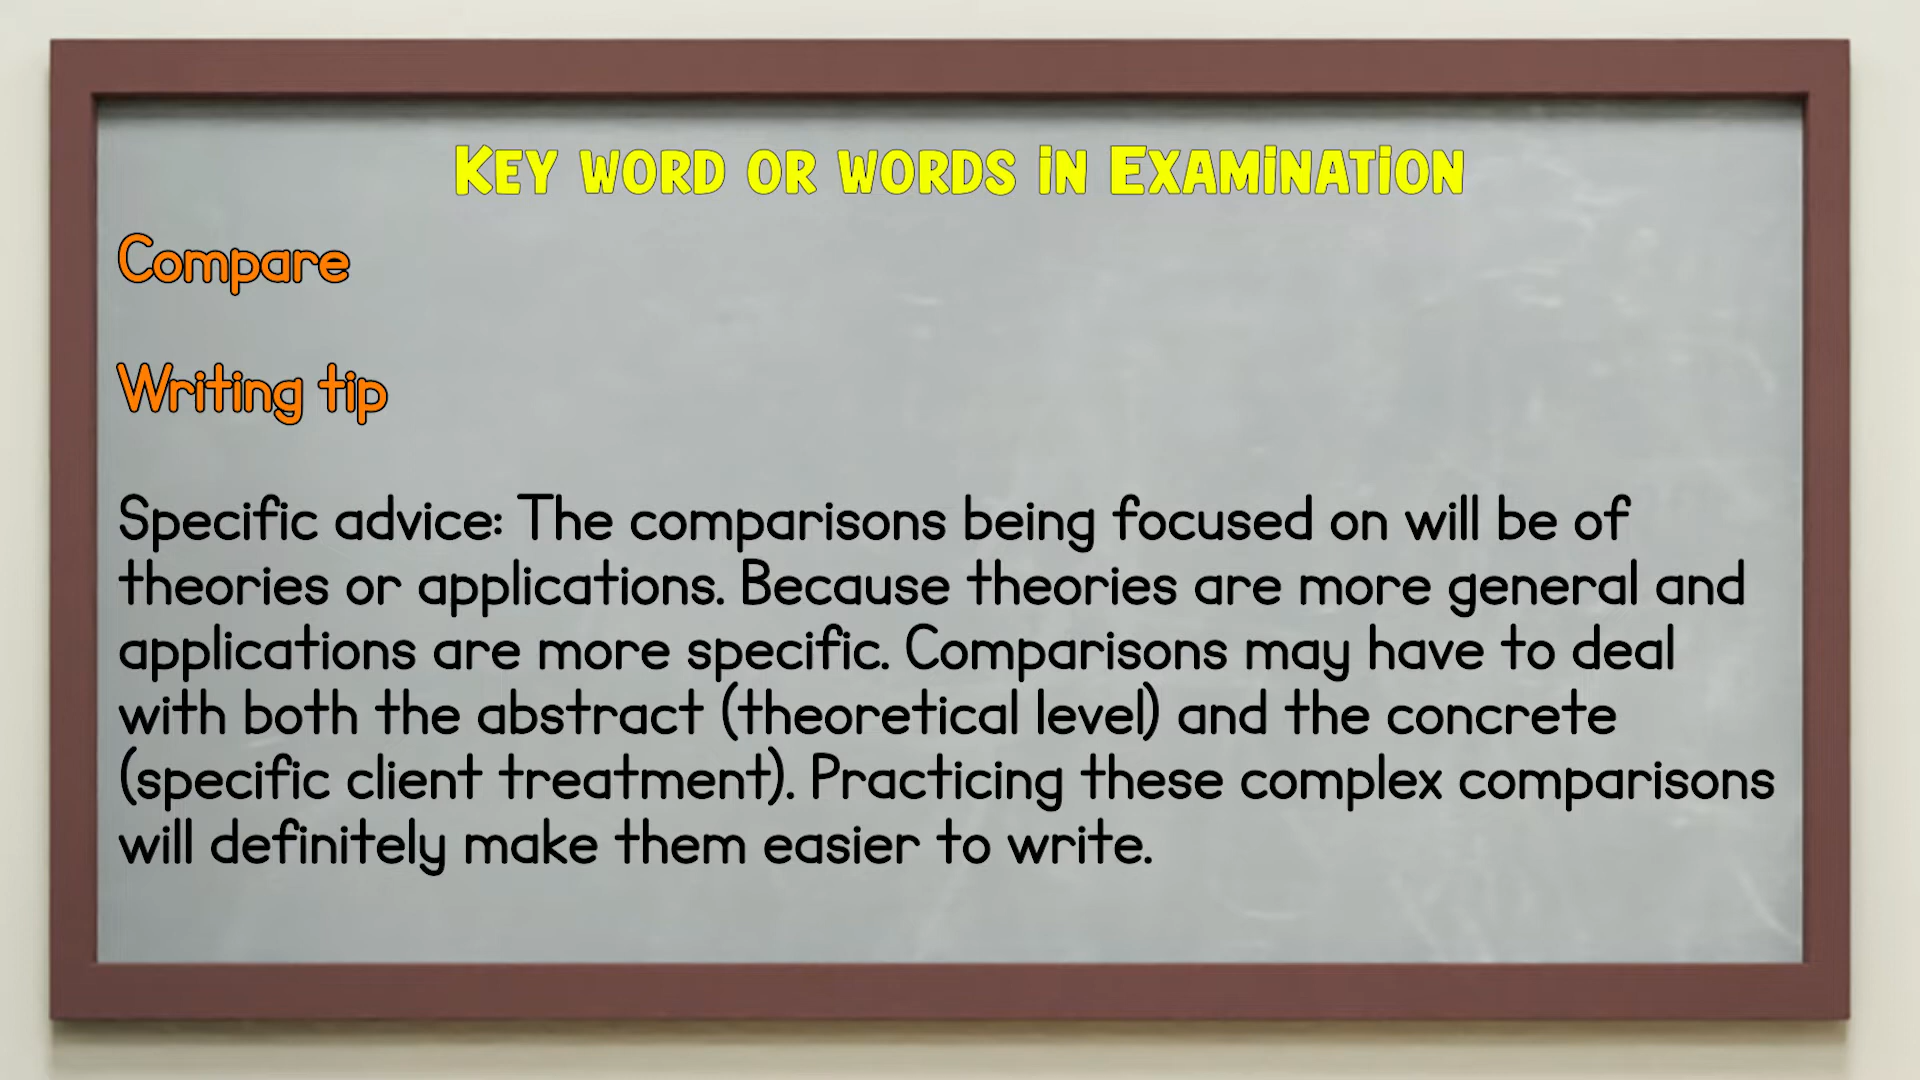 Key word or words in Examination
Compare
Writing tip
Specific advice: The comparisons being focused on will be of
theories or applications. Because theories are more general and
applications are more specific. Comparisons may have to deal
with both the abstract (theoretical level) and the concrete
(specific client treatment). Practicing these complex comparisons
will definitely make them easier to write.